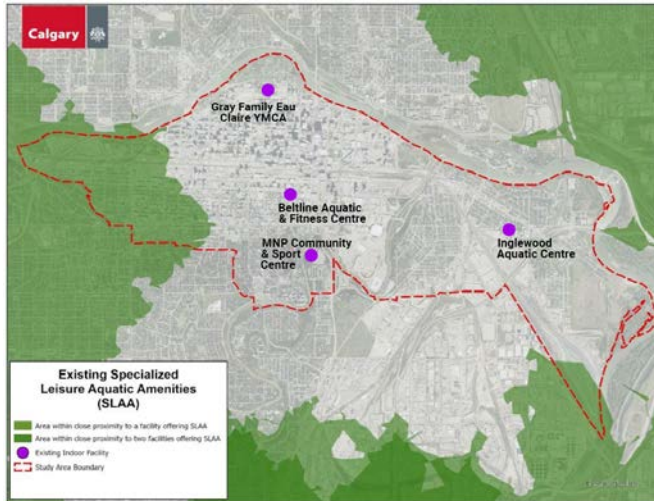 Calgary
Gray Family Eau
Claire YMCA
Beltline Aquatic
& Fitness Centre
MNP Community
& Sport
Centre
Inglewood
Aquatic Centre
Existing Specialized
Leisure Aquatic Amenities
(SLAA)
Area within close proximity to a facility offering SLAA
Area within close proximity to two facilities offering SLAA
Existing Indoor Facility
Study Area Boundary